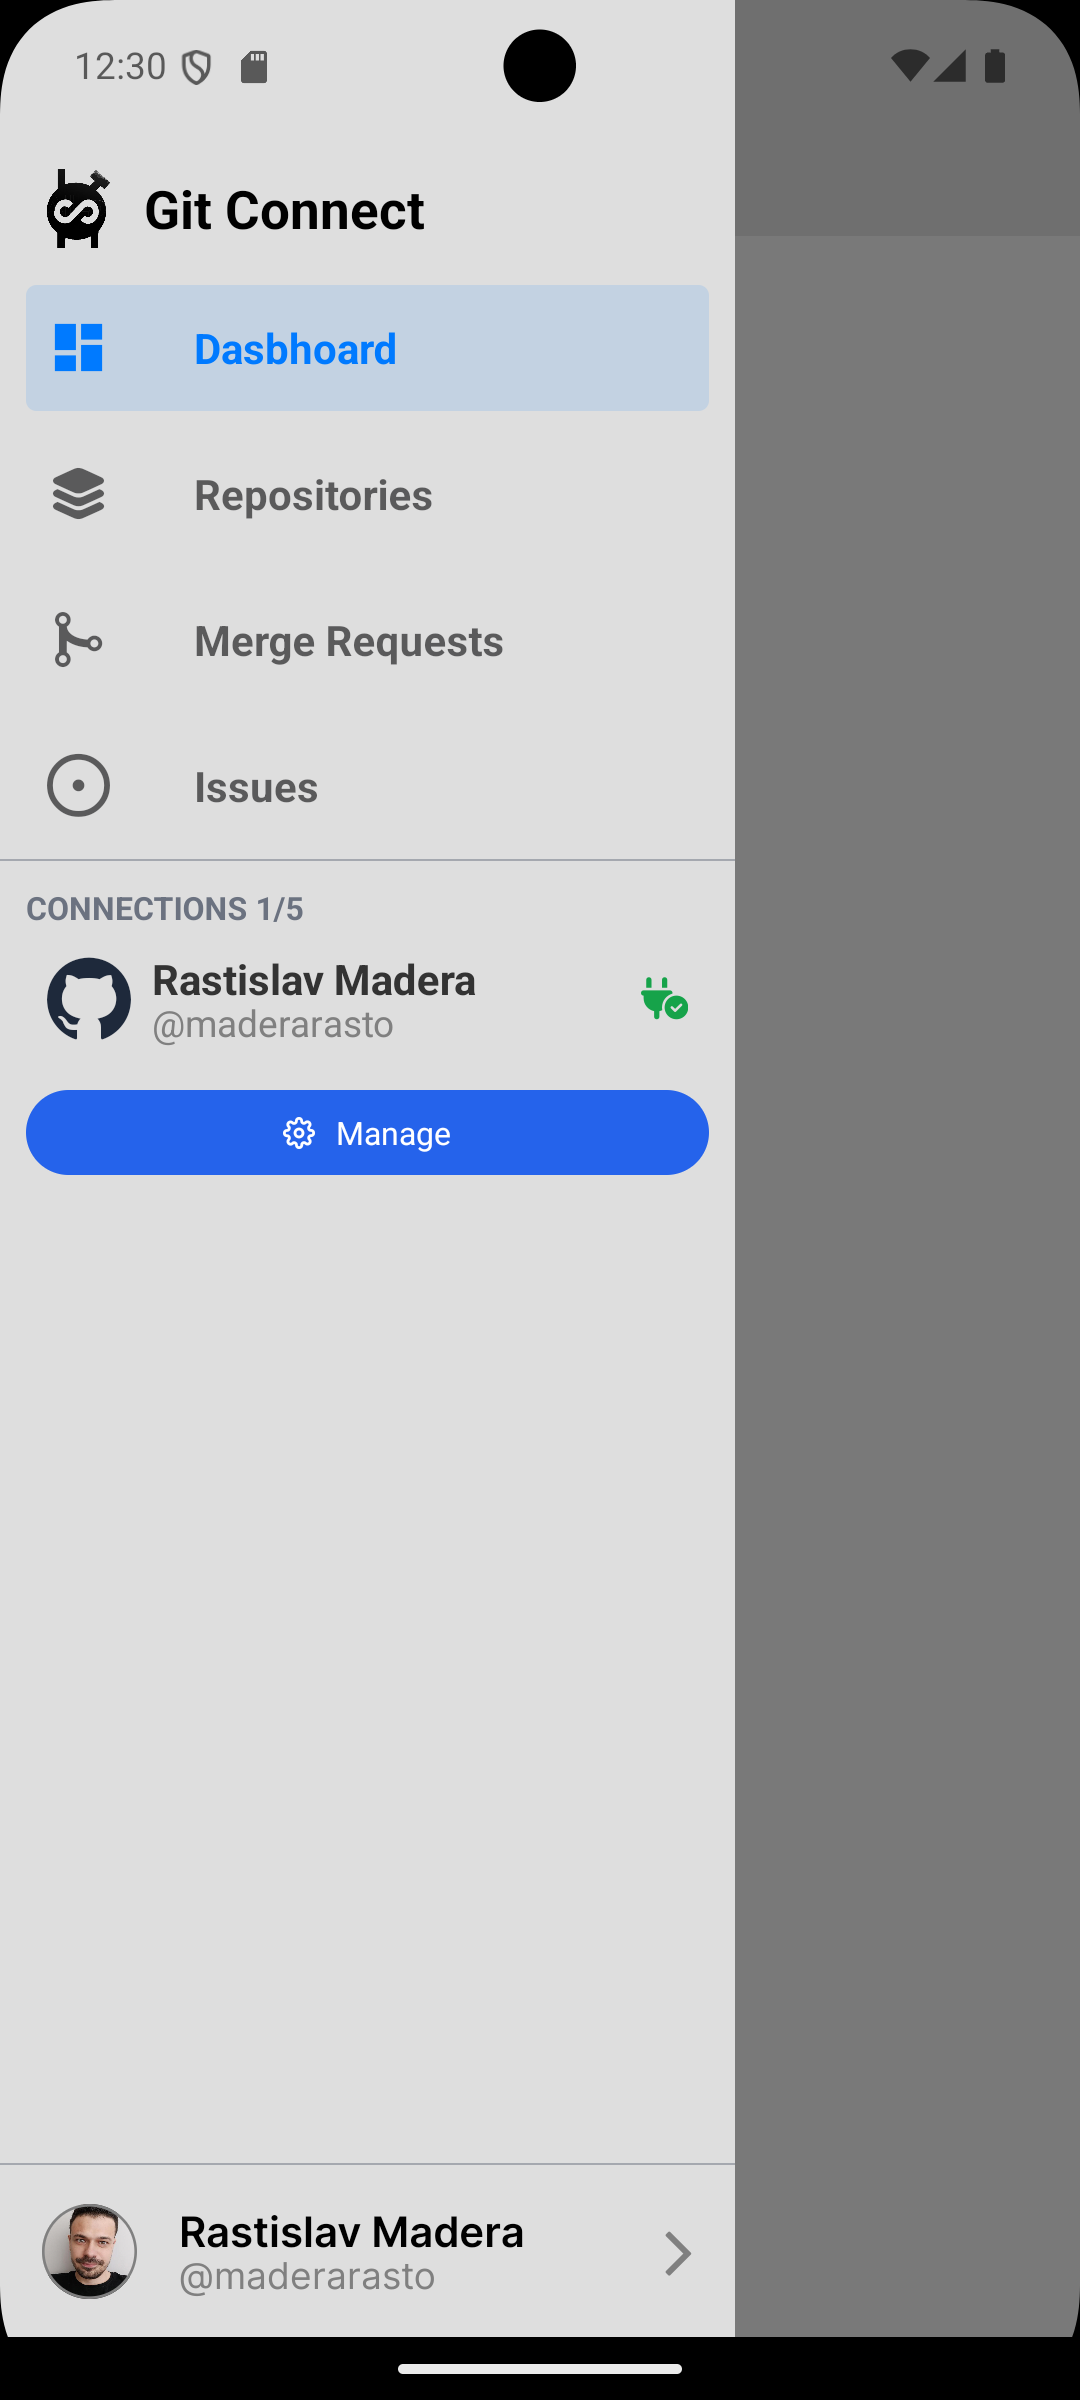 12:30
Git Connect
Dasbhoard
Repositories
Merge Requests
Issues
CONNECTIONS 1/5
Rastislav Madera
@maderarasto
Manage
Rastislav Madera
@maderarasto